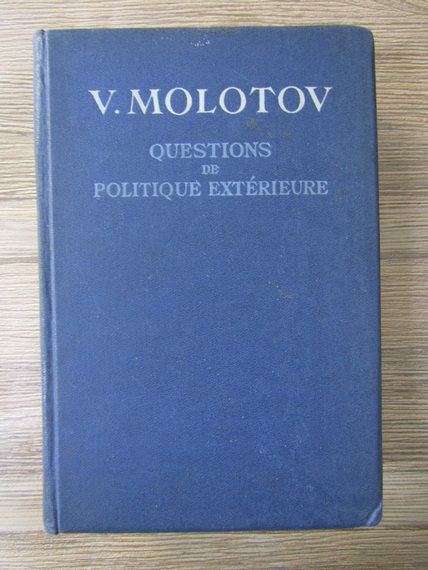 V. MOLOTOV
QUESTIONS
DE
POLITIQUE EXTÉRIEURE